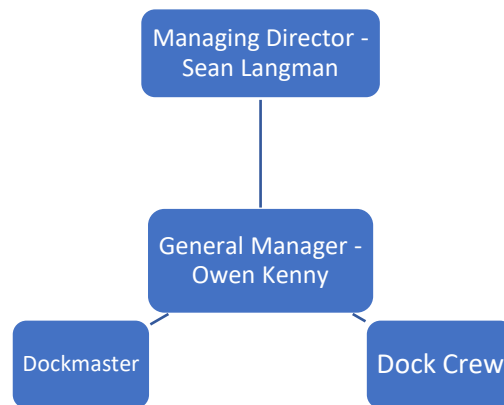 Managing Director -
Sean Langman
General Manager -
Owen Kenny
Dockmaster
Dock Crew